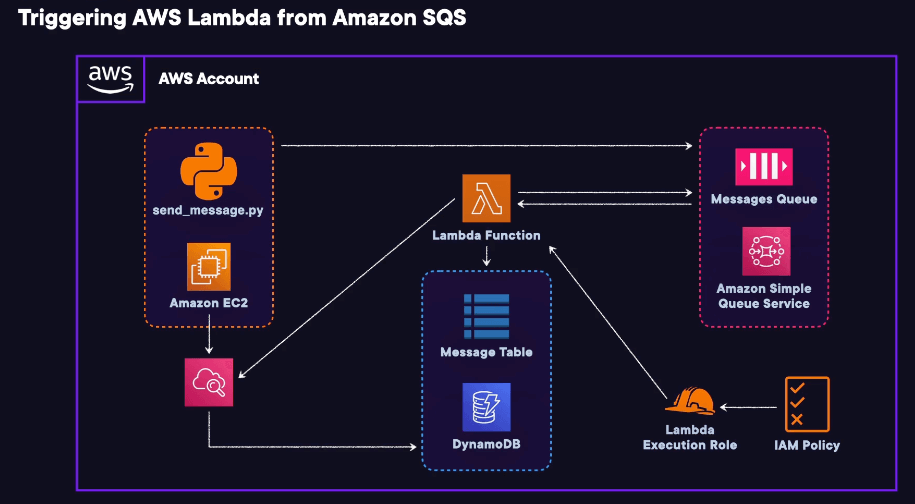 Triggering AWS Lambda from Amazon SQS
aws
AWS Account
send_message.py
Amazon EC2
Lambda Function
Messages Queue
Amazon Simple
Queue Service
Message Table
DynamoDB
Lambda
Execution Role
IAM Policy